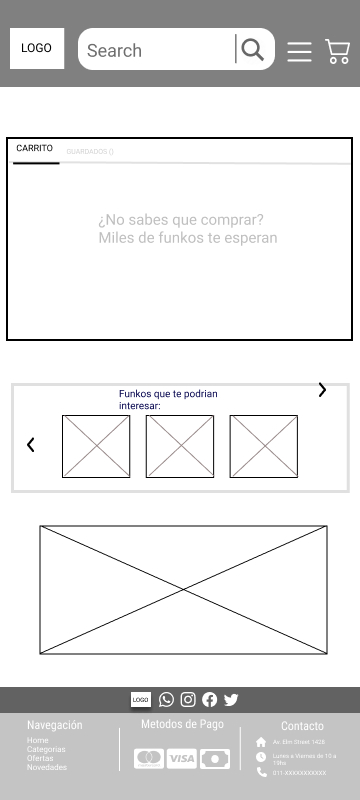 LOGO
Search
CARRITO
GUARDADOS ()
¿No sabes que comprar?
Miles de funkos te esperan
Funkos que te podrian
interesar:
LOGO
Navegación
Home
Categorias
Ofertas
Novedades
Metodos de Pago
VISA
Contacto
Av. Elm Street 1428
Lunes a Viernes de 10 a
19hs
011-XXXXXXXXXXX